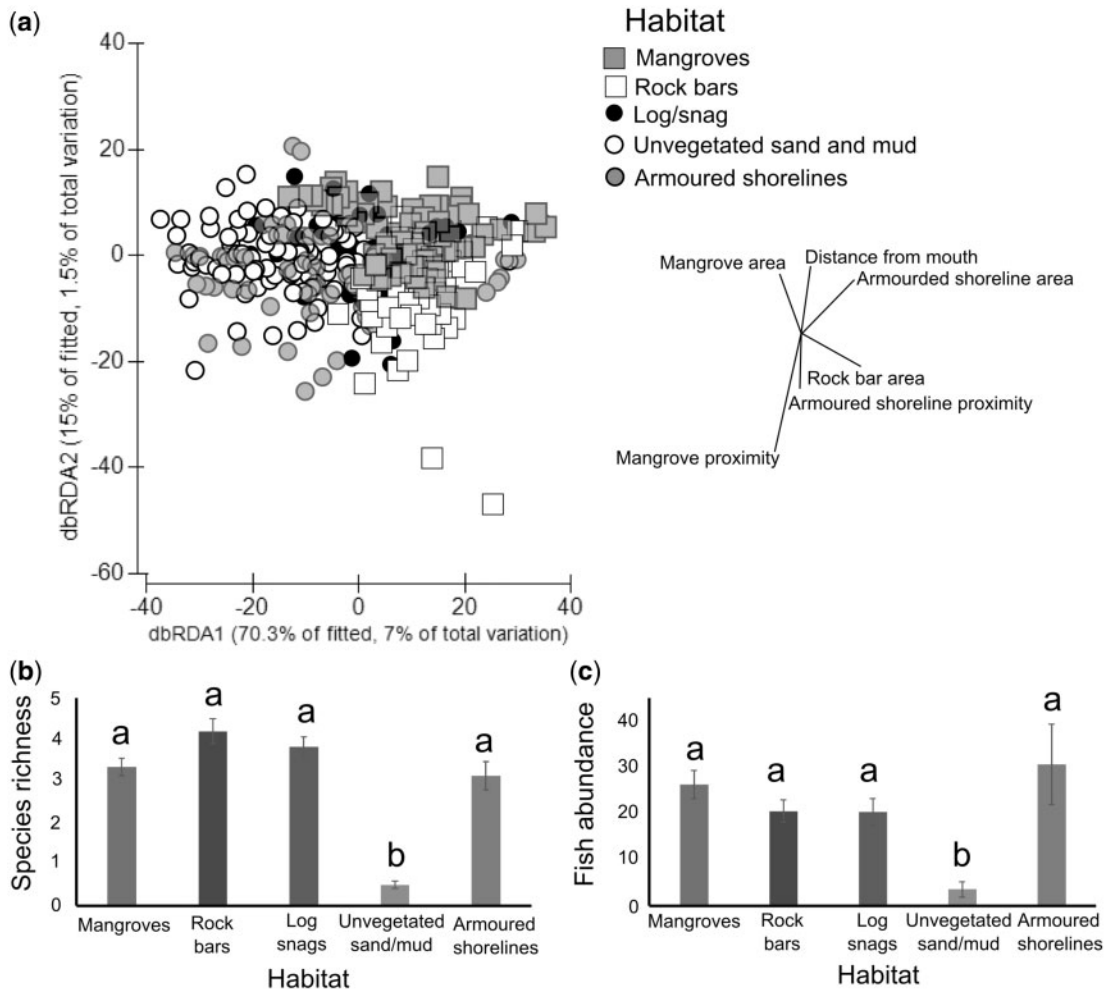 (a)
40
20
0
-20
-40
-60
dbRDA2 (15% of fitted, 1.5% of total variation)
-40 -20 0 20 40
dbRDA1 (70.3% of fitted, 7% of total variation)
Habitat
Mangroves
Rock bars
Log/snag
Unvegetated sand and mud
Armoured shorelines
Mangrove area
Distance from mouth
Armourded shoreline area
Rock bar area
Armoured shoreline proximity
Mangrove proximity
(b)
Species richness
5
4
3
2
1
0
a a a b a
Mangroves Rock bars Log snags Unvegetated sand/mud Armoured shorelines
Habitat
(c)
Fish abundance
40
30
20
10
0
a a a b a
Mangroves Rock bars Log snags Unvegetated sand/mud Armoured shorelines
Habitat